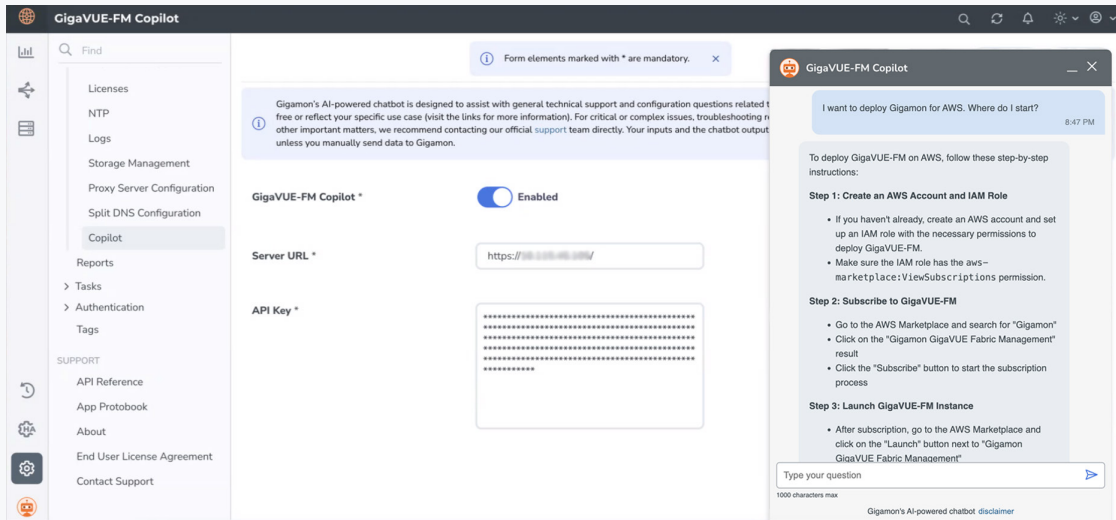 GigaVUE-FM Copilot
Find
Licenses
NTP
Logs
Storage Management
Proxy Server Configuration
Split DNS Configuration
Copilot
Reports
Tasks
Authentication
Tags
SUPPORT
API Reference
App Protobook
About
End User License Agreement
Contact Support
HA
Form elements marked with * are mandatory.
Gigamon's AI-powered chatbot is designed to assist with general technical support and configuration questions related
free or reflect your specific use case (visit the links for more information). For critical or complex issues, troubleshooting
other important matters, we recommend contacting our official support team directly. Your inputs and the chatbot output
unless you manually send data to Gigamon.
GigaVUE-FM Copilot *
Enabled
Server URL *
https://
API Key *
GigaVUE-FM Copilot
I want to deploy Gigamon for AWS. Where do I start?
8:47 PM
To deploy GigaVUE-FM on AWS, follow these step-by-step
instructions:
Step 1: Create an AWS Account and IAM Role
• If you haven't already, create an AWS account and set
up an IAM role with the necessary permissions to
deploy GigaVUE-FM.
• Make sure the IAM role has the aws-
marketplace:ViewSubscriptions permission.
Step 2: Subscribe to GigaVUE-FM
• Go to the AWS Marketplace and search for "Gigamon"
• Click on the "Gigamon GigaVUE Fabric Management"
result
• Click the "Subscribe" button to start the subscription
process
Step 3: Launch GigaVUE-FM Instance
• After subscription, go to the AWS Marketplace and
click on the "Launch" button next to "Gigamon
GigaVUE Fabric Management"
Type your question
1000 characters max
Gigamon's AI-powered chatbot disclaimer